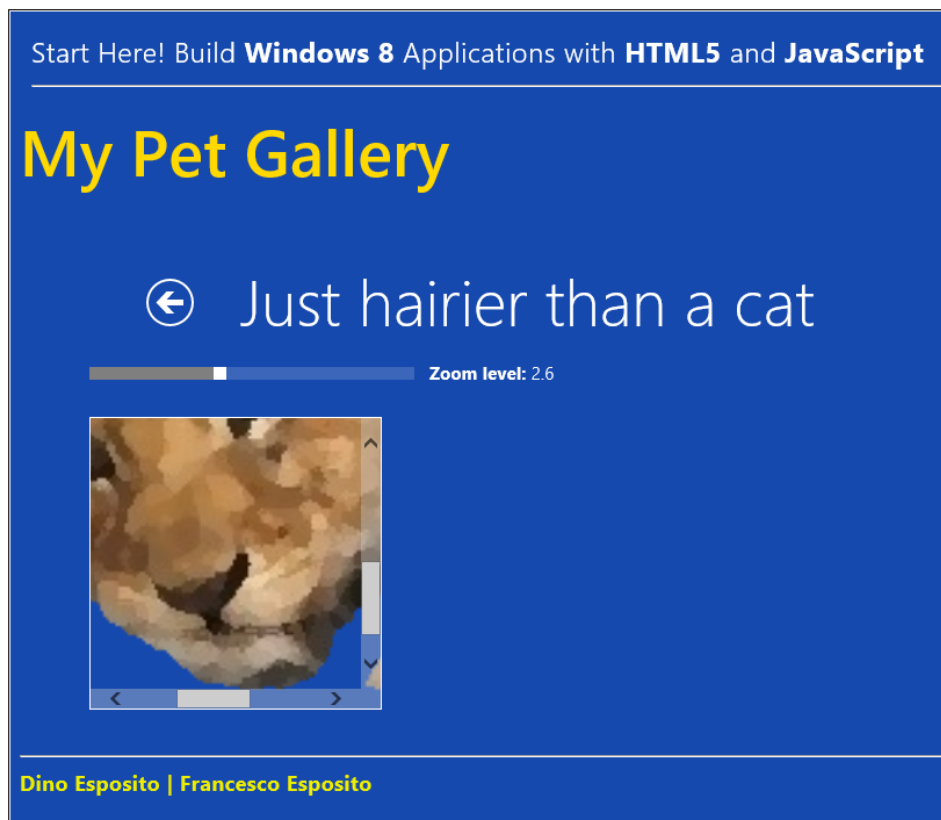 Start Here! Build Windows 8 Applications with HTML5 and JavaScript
My Pet Gallery
Just hairier than a cat
Zoom level: 2.6
Dino Esposito | Francesco Esposito